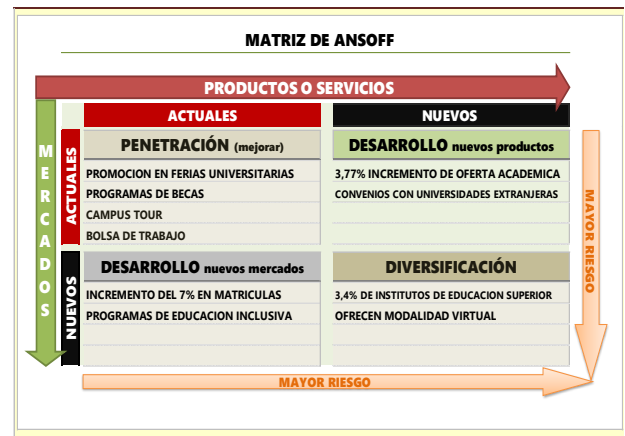 MATRIZ DE ANSOFF
PRODUCTOS O SERVICIOS
ACTUALES
NUEVOS
MERCADOS
ACTUALES
PENETRACIÓN (mejorar)
PROMOCION EN FERIAS UNIVERSITARIAS
PROGRAMAS DE BECAS
CAMPUS TOUR
BOLSA DE TRABAJO
DESARROLLO nuevos productos
3,77% INCREMENTO DE OFERTA ACADEMICA
CONVENIOS CON UNIVERSIDADES EXTRANJERAS
NUEVOS
DESARROLLO nuevos mercados
INCREMENTO DEL 7% EN MATRICULAS
PROGRAMAS DE EDUCACION INCLUSIVA
DIVERSIFICACIÓN
3,4% DE INSTITUTOS DE EDUCACION SUPERIOR
OFRECEN MODALIDAD VIRTUAL
MAYOR RIESGO
MAYOR RIESGO